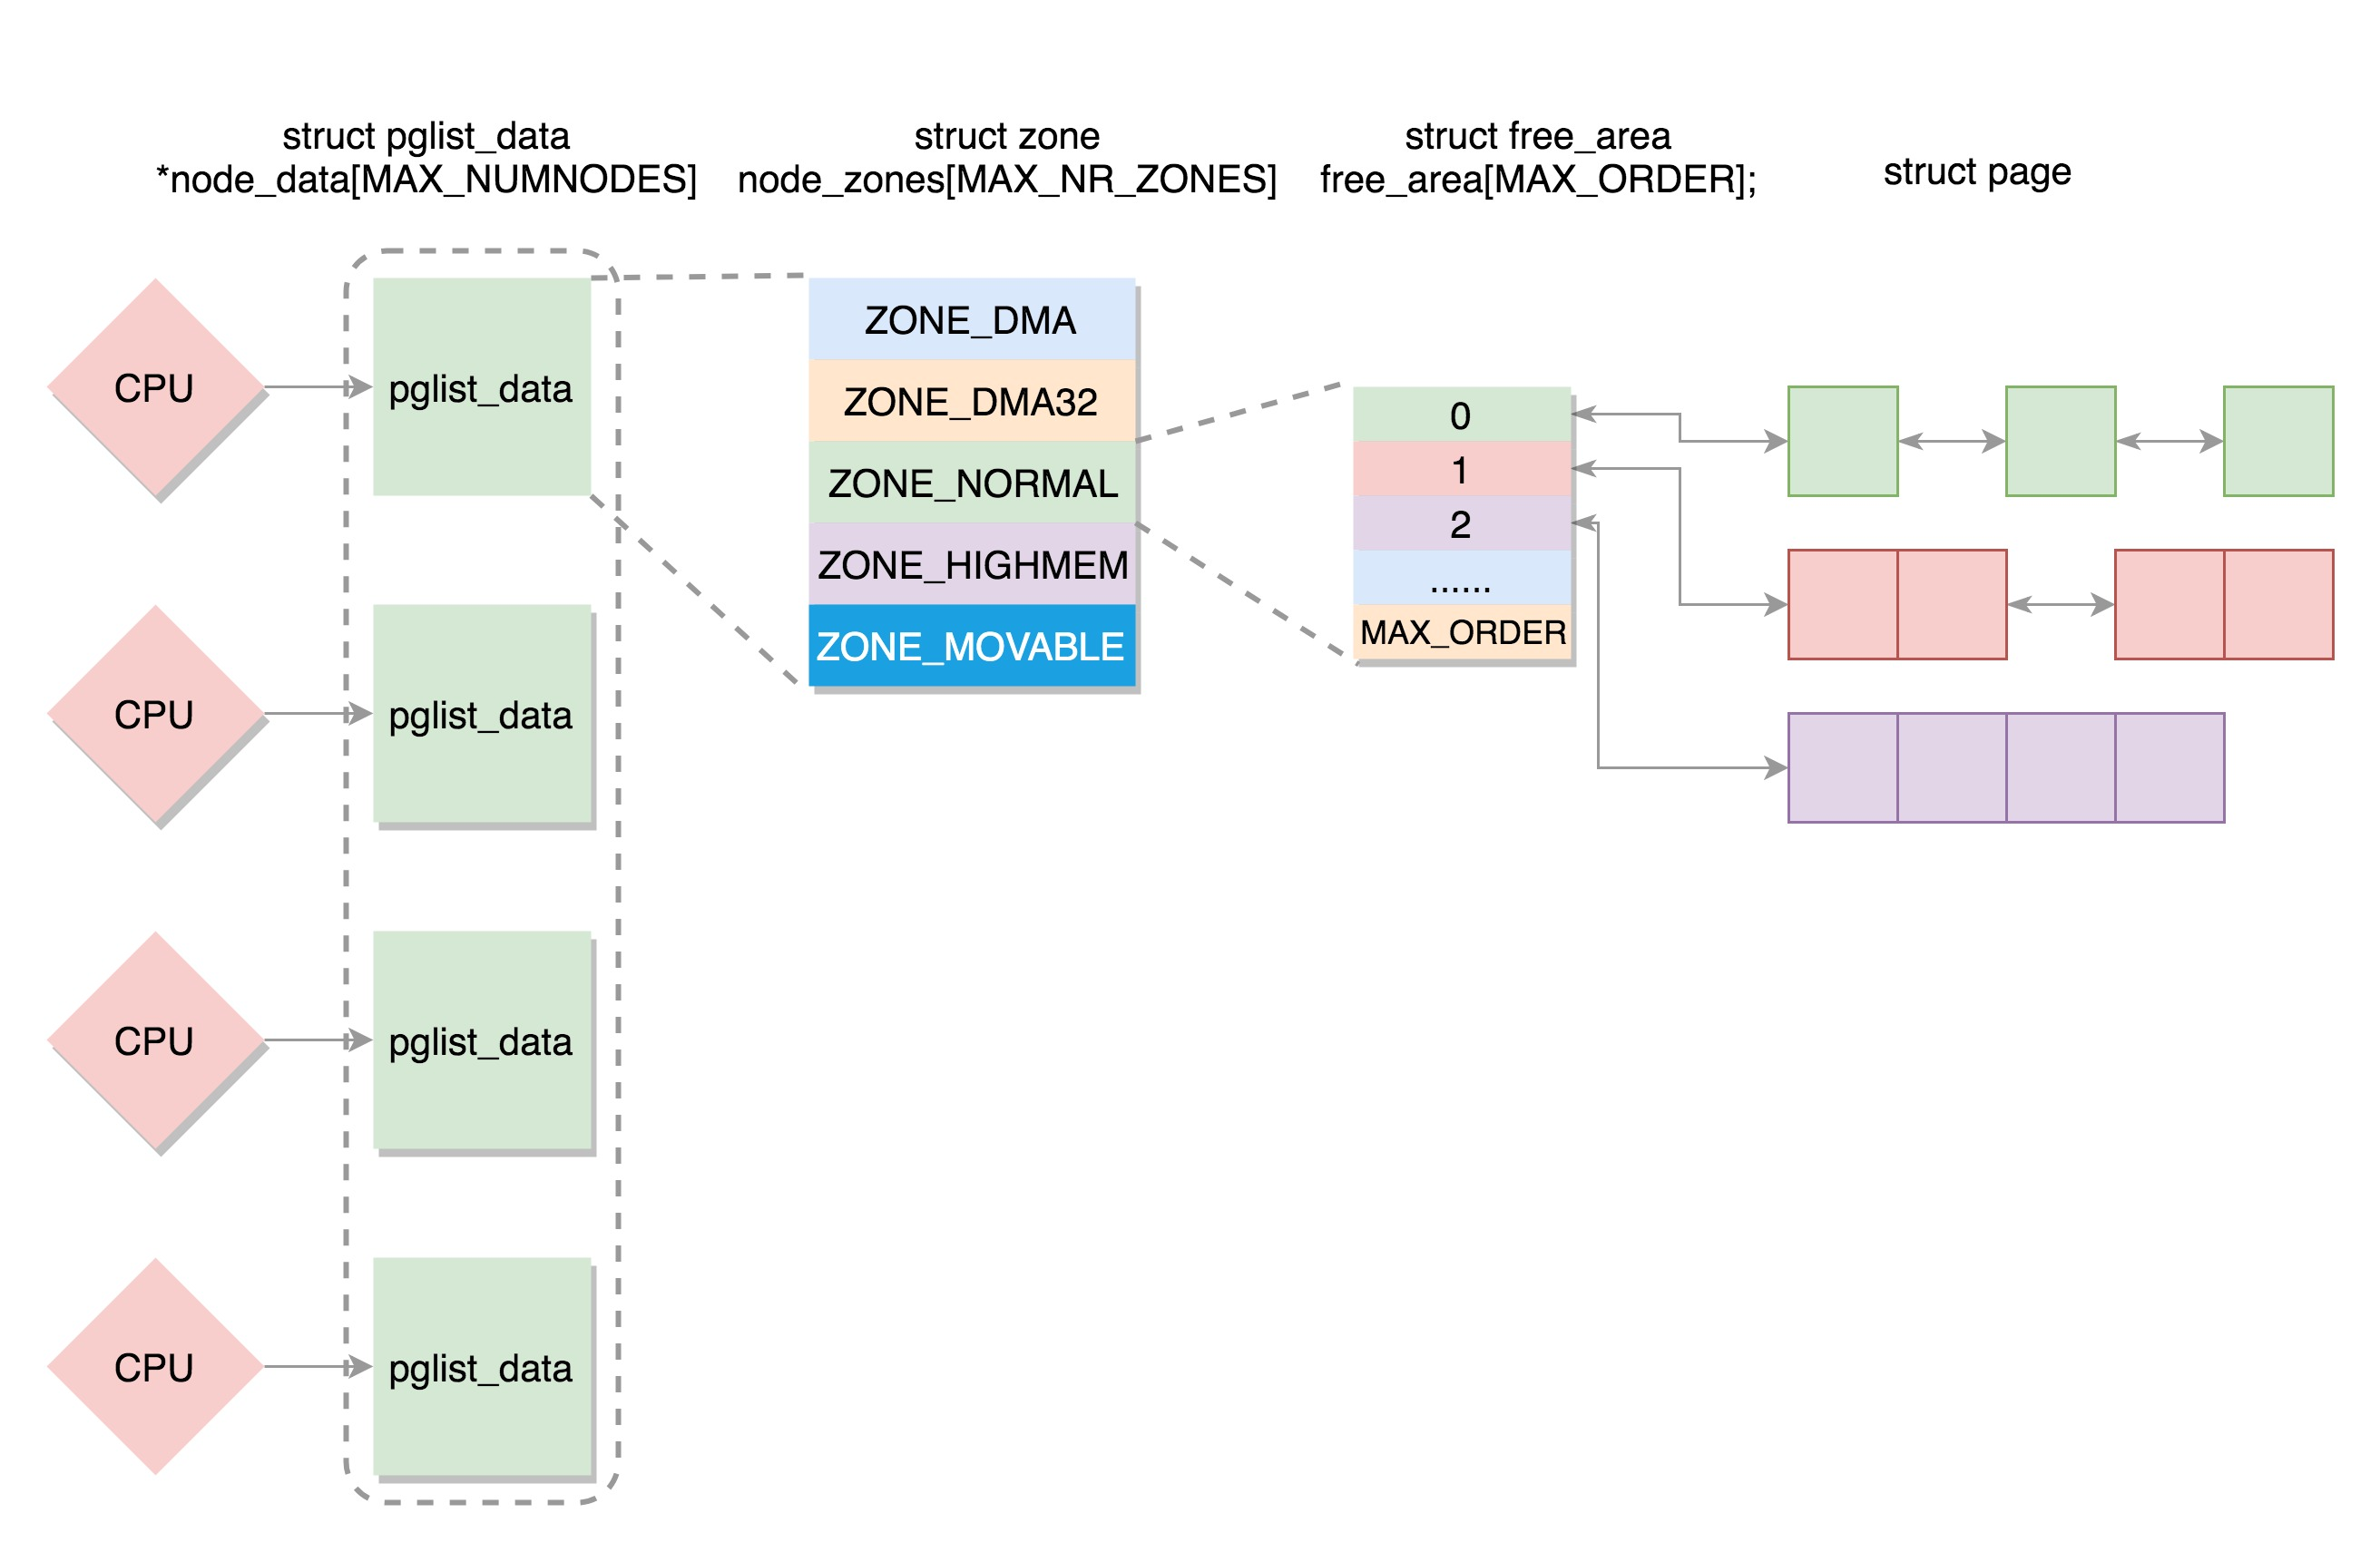 struct pglist_data
*node_data[MAX_NUMNODES]
struct zone
node_zones[MAX_NR_ZONES]
struct free_area
free_area[MAX_ORDER];
struct page
CPU
pglist_data
CPU
pglist_data
CPU
pglist_data
CPU
pglist_data
ZONE_DMA
ZONE_DMA32
ZONE_NORMAL
ZONE_HIGHMEM
ZONE_MOVABLE
0
1
2
......
MAX_ORDER